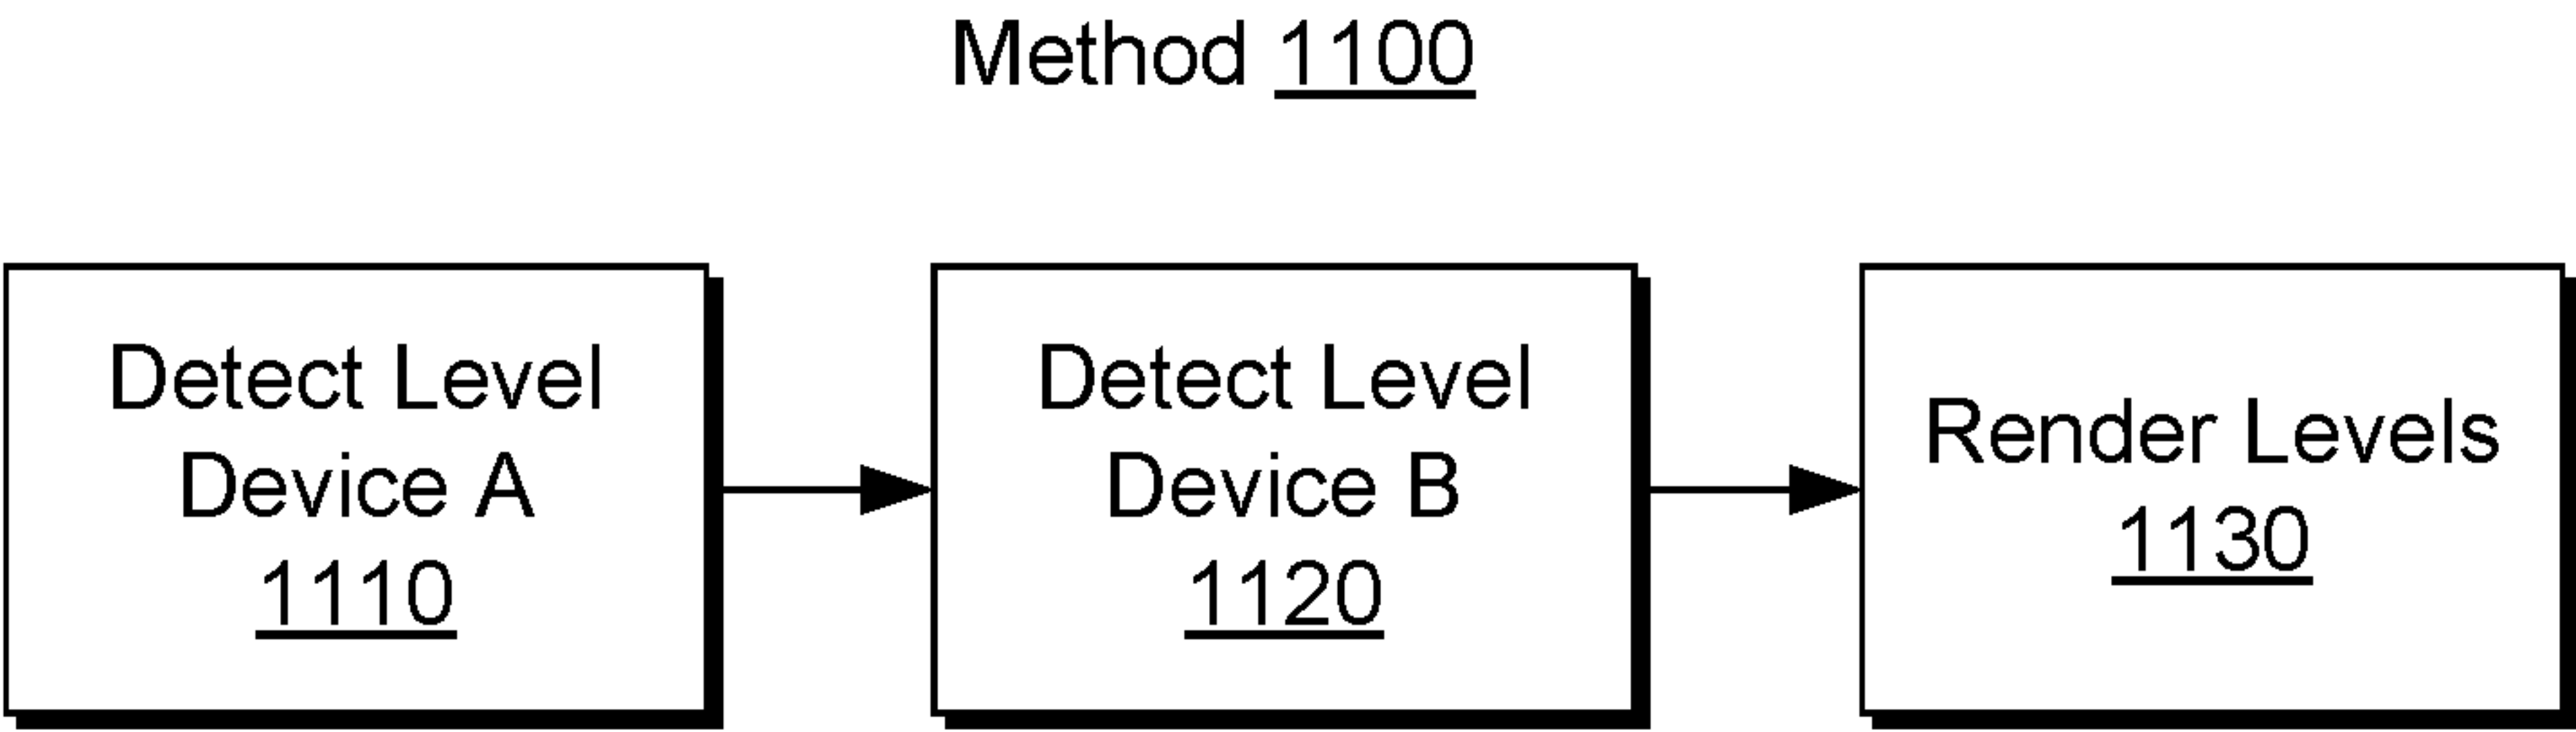 Method 1100
Detect Level
Device A
1110
Detect Level
Device B
1120
Render Levels
1130